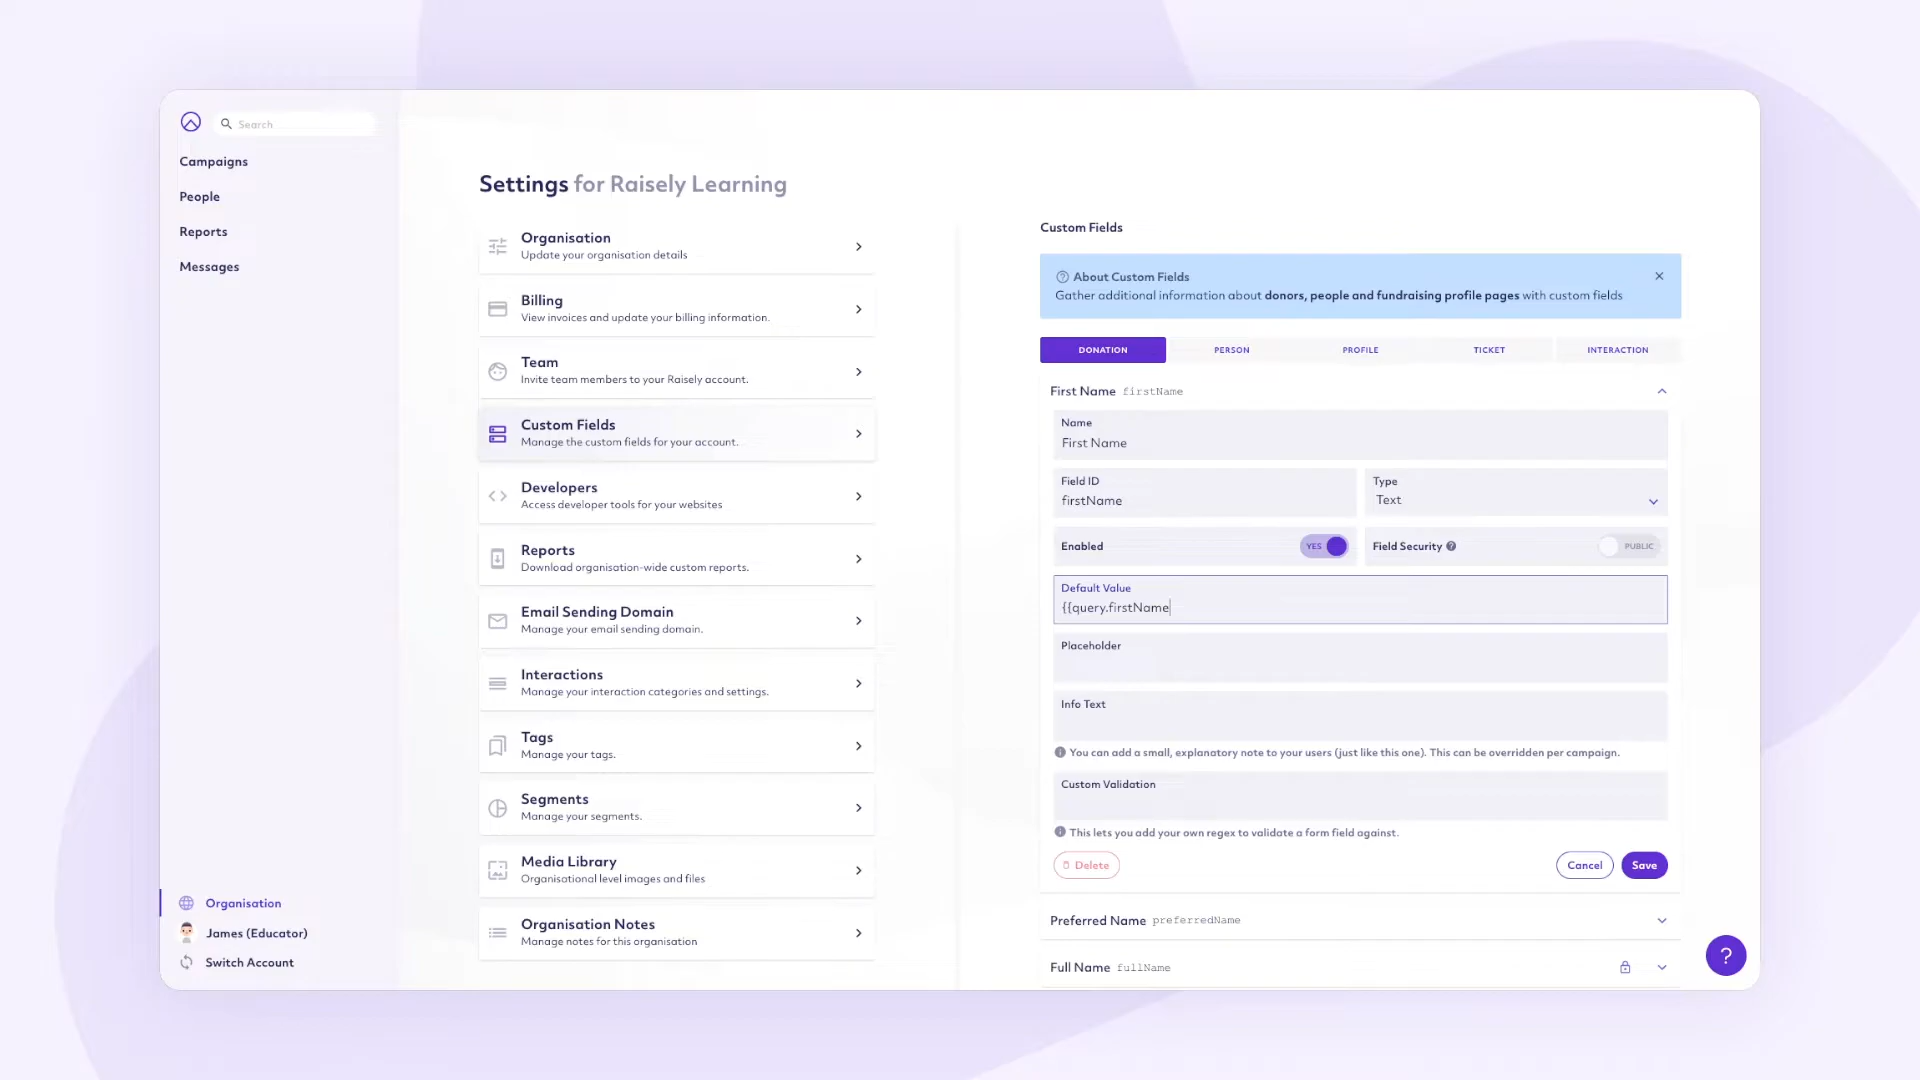 Search
Campaigns
People
Reports
Messages
Organisation
James (Educator)
Switch Account
Settings for Raisely Learning
Organisation
Update your organisation details
Billing
View invoices and update your billing information.
Team
Invite team members to your Raisely account.
Custom Fields
Manage the custom fields for your account.
Developers
Access developer tools for your websites
Reports
Download organisation-wide custom reports.
Email Sending Domain
Manage your email sending domain.
Interactions
Manage your interaction categories and settings.
Tags
Manage your tags.
Segments
Manage your segments.
Media Library
Organisational level images and files
Organisation Notes
Manage notes for this organisation
Custom Fields
About Custom Fields
Gather additional information about donors, people and fundraising profile pages with custom fields
DONATION PERSON PROFILE TICKET INTERACTION
First Name firstName
Name
First Name
Field ID
firstName
Type
Text
Enabled YES
Field Security PUBLIC
Default Value
{{query.firstName
Placeholder
Info Text
You can add a small, explanatory note to your users (just like this one). This can be overridden per campaign.
Custom Validation
This lets you add your own regex to validate a form field against.
Delete Cancel Save
Preferred Name preferredName
Full Name fullName
?